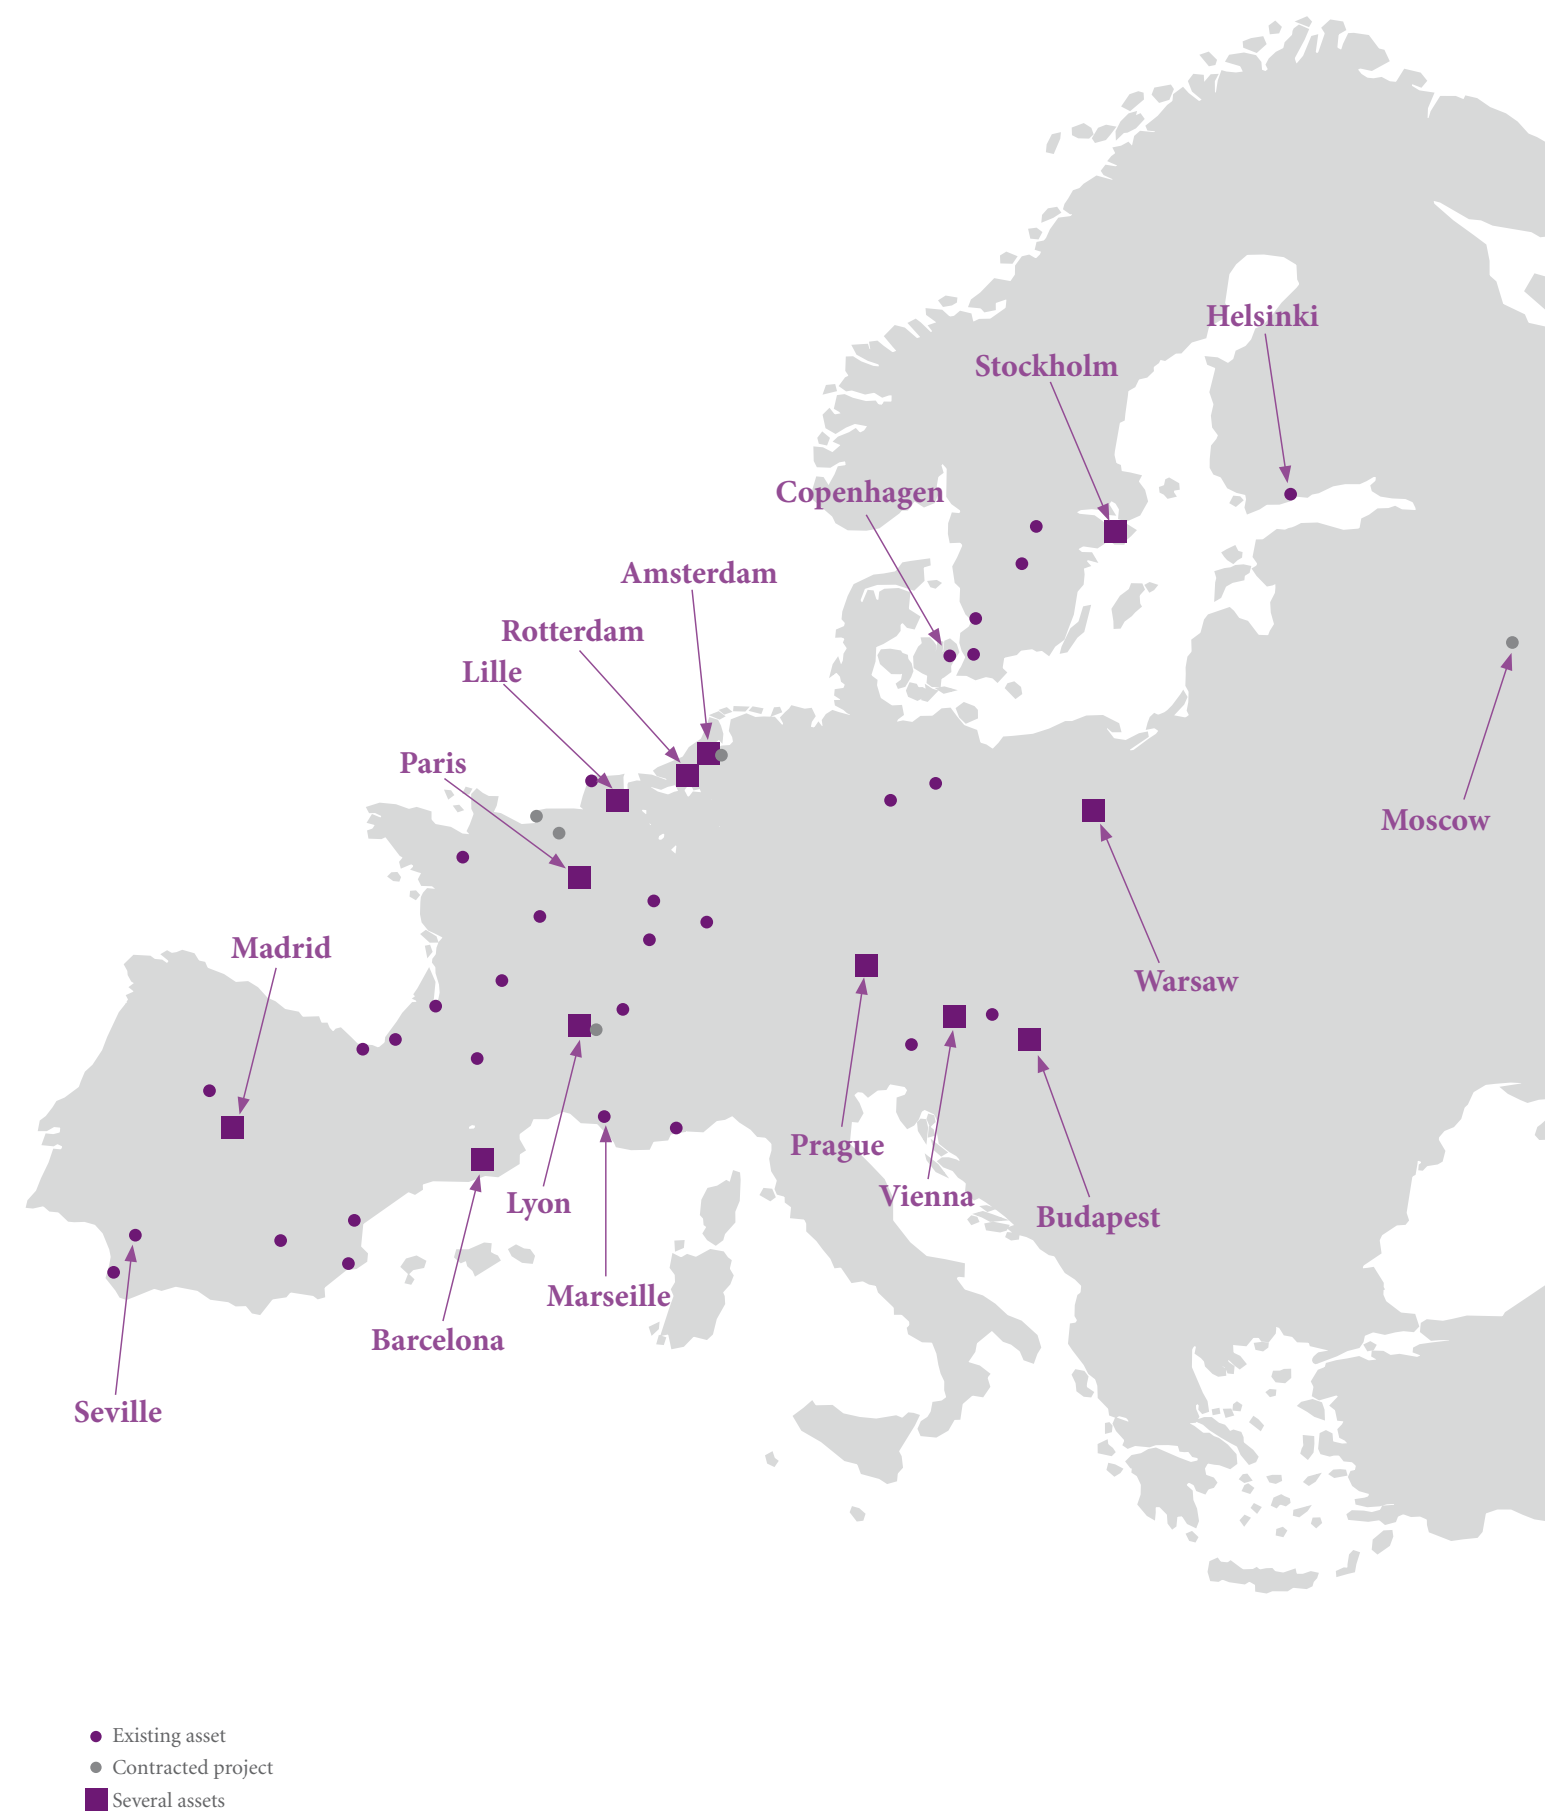 Helsinki
Stockholm
Copenhagen
Amsterdam
Rotterdam
Lille
Paris
Moscow
Madrid
Warsaw
Prague
Vienna
Lyon
Budapest
Marseille
Barcelona
Seville
Existing asset
Contracted project
Several assets